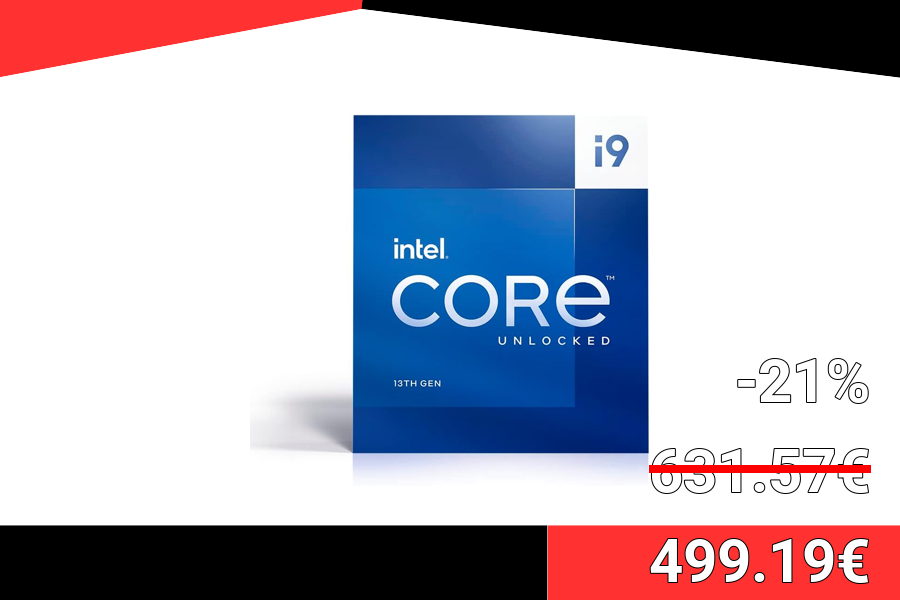 i9
intel.
CORE™
UNLOCKED
13TH GEN
-21%
631.57€
499.19€